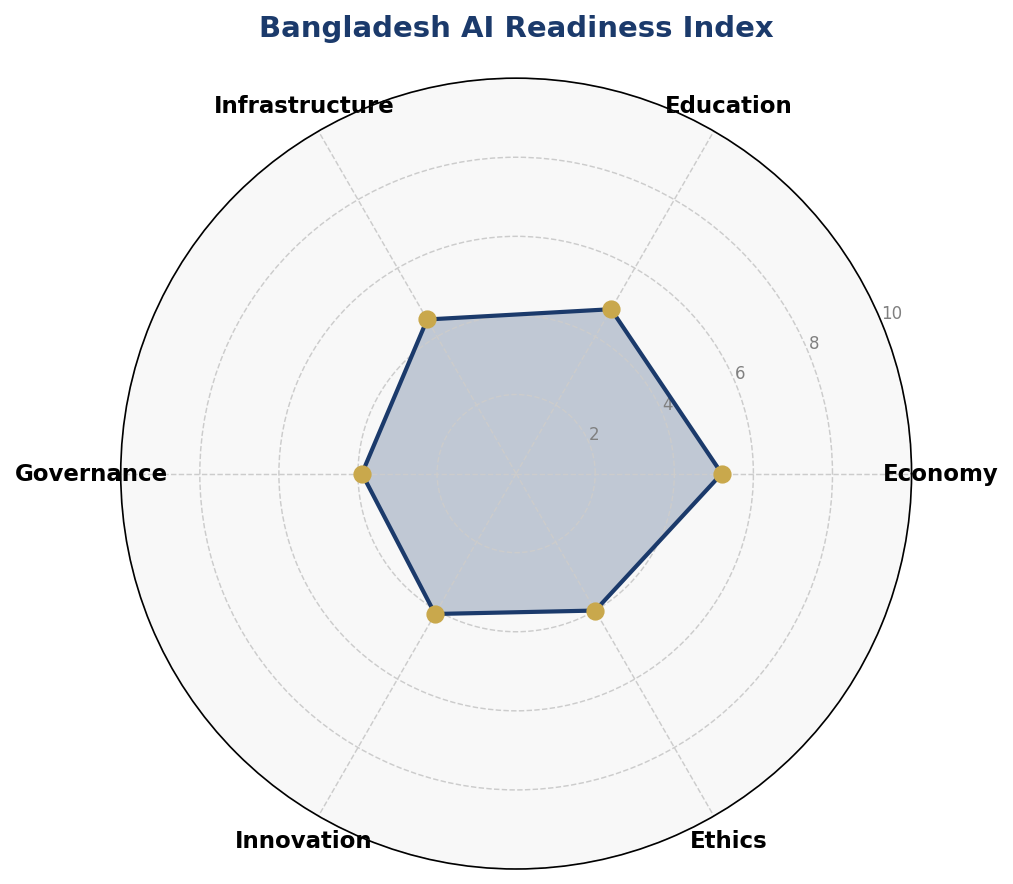 Bangladesh AI Readiness Index
Infrastructure
Education
10
8
6
4
2
Governance
Economy
Innovation
Ethics